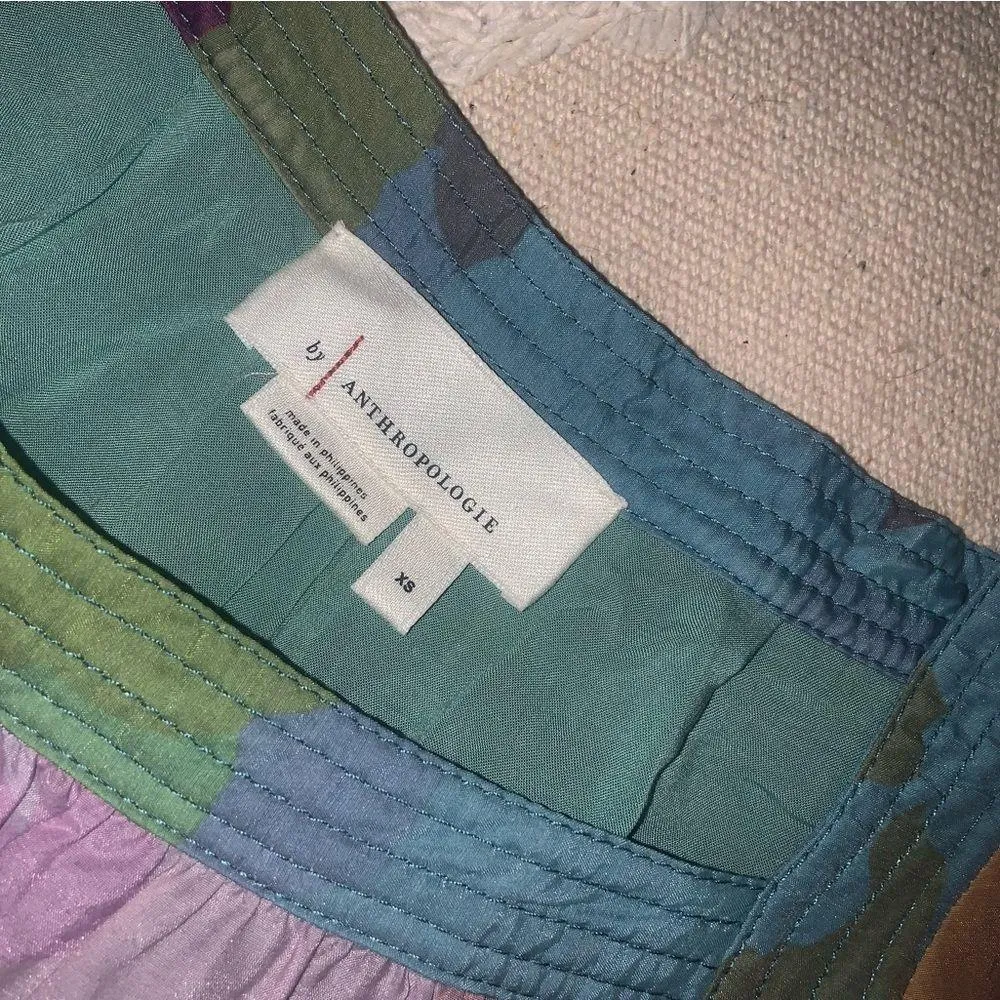 by | ANTHROPOLOGIE
made in philippines
fabriqué aux philippines
XS